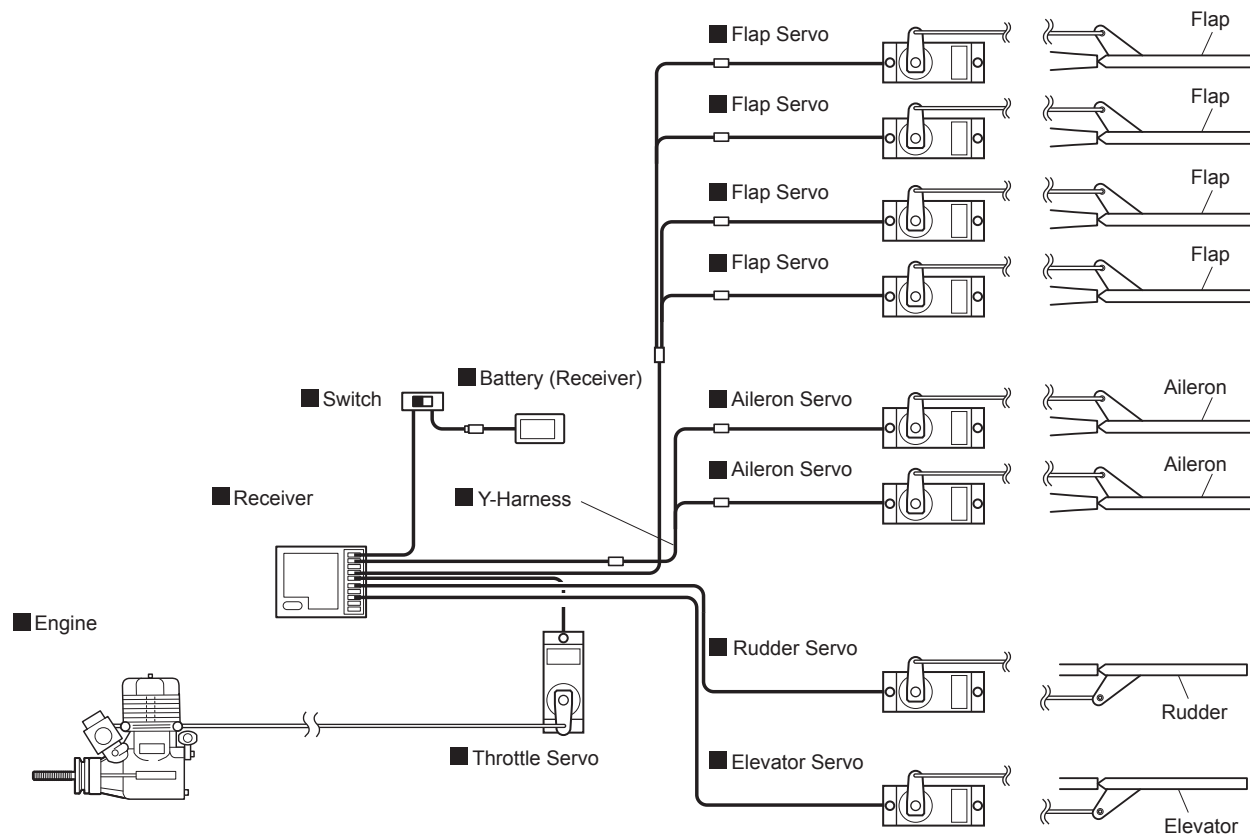 Flap
■ Flap Servo
Flap
■ Flap Servo
Flap
■ Flap Servo
Flap
■ Flap Servo
■ Battery (Receiver)
■ Switch
■ Aileron Servo
Aileron
■ Aileron Servo
Aileron
■ Receiver
■ Y-Harness
■ Engine
■ Rudder Servo
Rudder
■ Throttle Servo
■ Elevator Servo
Elevator